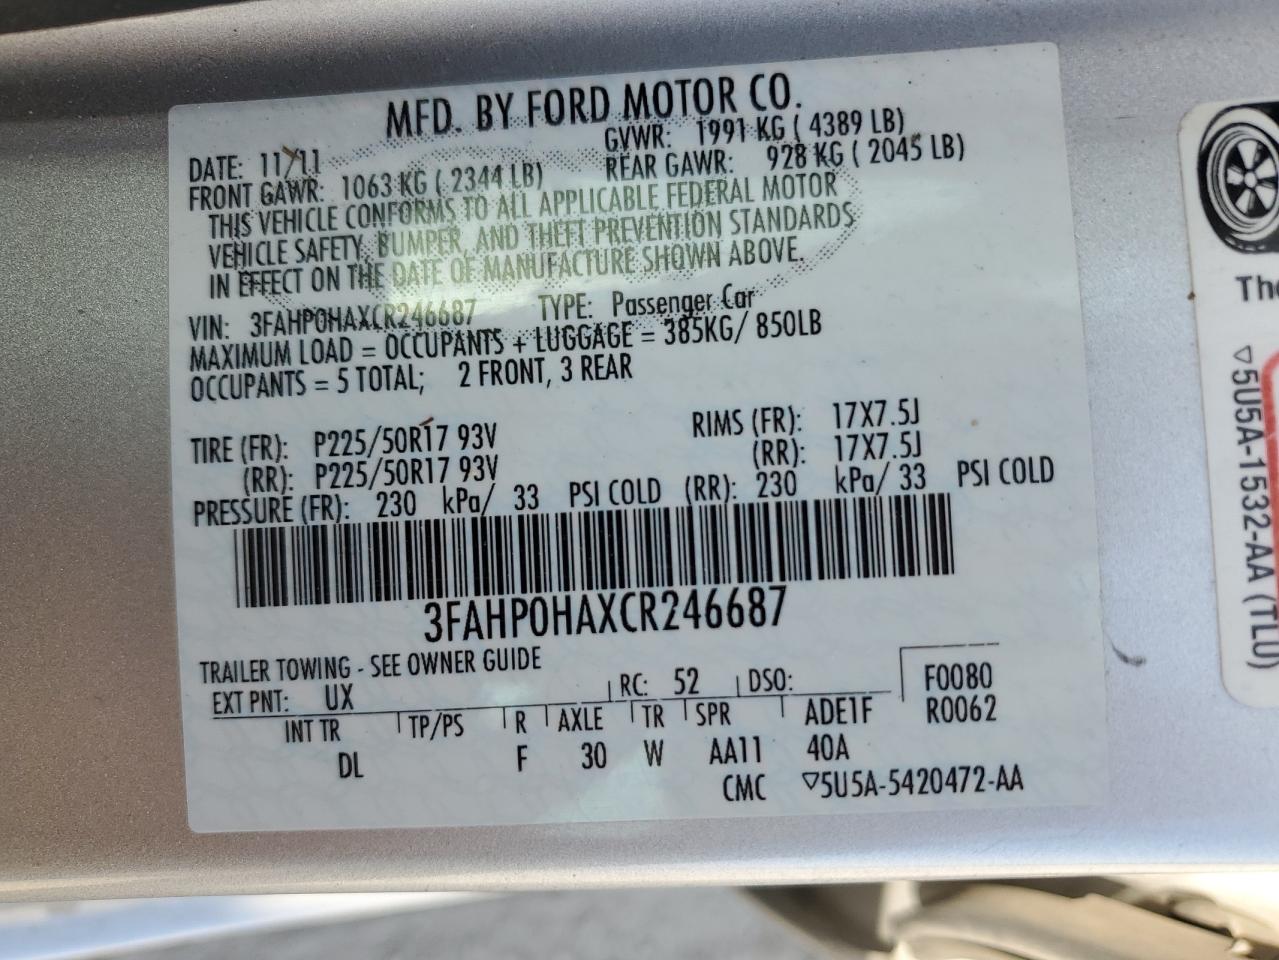 MFD. BY FORD MOTOR CO.
DATE: 11/11 GVWR: 1991 KG ( 4389 LB)
FRONT GAWR: 1063 KG ( 2344 LB) REAR GAWR: 928 KG ( 2045 LB)
THIS VEHICLE CONFORMS TO ALL APPLICABLE FEDERAL MOTOR
VEHICLE SAFETY, BUMPER, AND THEFT PREVENTION STANDARDS
IN EFFECT ON THE DATE OF MANUFACTURE SHOWN ABOVE.
VIN: 3FAHP0HAXCR246687 TYPE: Passenger Car
MAXIMUM LOAD = OCCUPANTS + LUGGAGE = 385KG/ 850LB
OCCUPANTS = 5 TOTAL; 2 FRONT, 3 REAR
TIRE (FR): P225/50R17 93V RIMS (FR): 17X7.5J
(RR): P225/50R17 93V (RR): 17X7.5J
PRESSURE (FR): 230 kPa/ 33 PSI COLD (RR): 230 kPa/ 33 PSI COLD
3FAHP0HAXCR246687
TRAILER TOWING - SEE OWNER GUIDE
EXT PNT: UX RC: 52 DSO: F0080
INT TR TP/PS R AXLE TR SPR ADE1F R0062
DL F 30 W AA11 40A
CMC ▽5U5A-5420472-AA
The
▽5U5A-1532-AA (TLU)